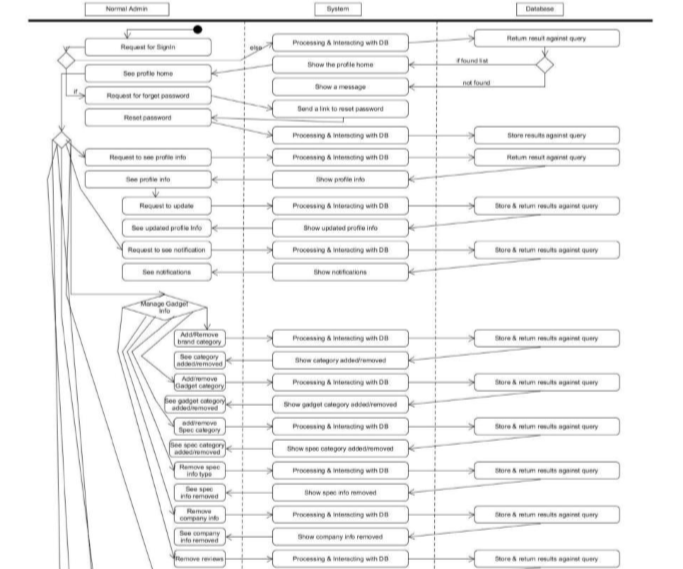 Normal Admin
System
Database
Request for SignIn
else
Processing & Interacting with DB
Return result against query
See profile home
Show the profile home
if found list
Show a message
not found
if
Request for forget password
Send a link to reset password
Reset password
Processing & Interacting with DB
Store results against query
Request to see profile info
Processing & Interacting with DB
Return result against query
See profile info
Show profile info
Request to update
Processing & Interacting with DB
Store & return results against query
See updated profile Info
Show updated profile info
Request to see notification
Processing & Interacting with DB
Store & return results against query
See notifications
Show notifications
Manage Gadget
Info
Add/Remove
brand category
Processing & Interacting with DB
Store & return results against query
See category
added/removed
Show category added/removed
Add/remove
Gadget category
Processing & Interacting with DB
Store & return results against query
See gadget category
added/removed
Show gadget category added/removed
add/remove
Spec category
Processing & Interacting with DB
Store & return results against query
See spec category
added/removed
Show spec category added/removed
Remove spec
info type
Processing & Interacting with DB
Store & return results against query
See spec
info removed
Show spec info removed
Remove
company info
Processing & Interacting with DB
Store & return results against query
See company
info removed
Show company info removed
Remove reviews
Processing & Interacting with DB
Store & return results against query